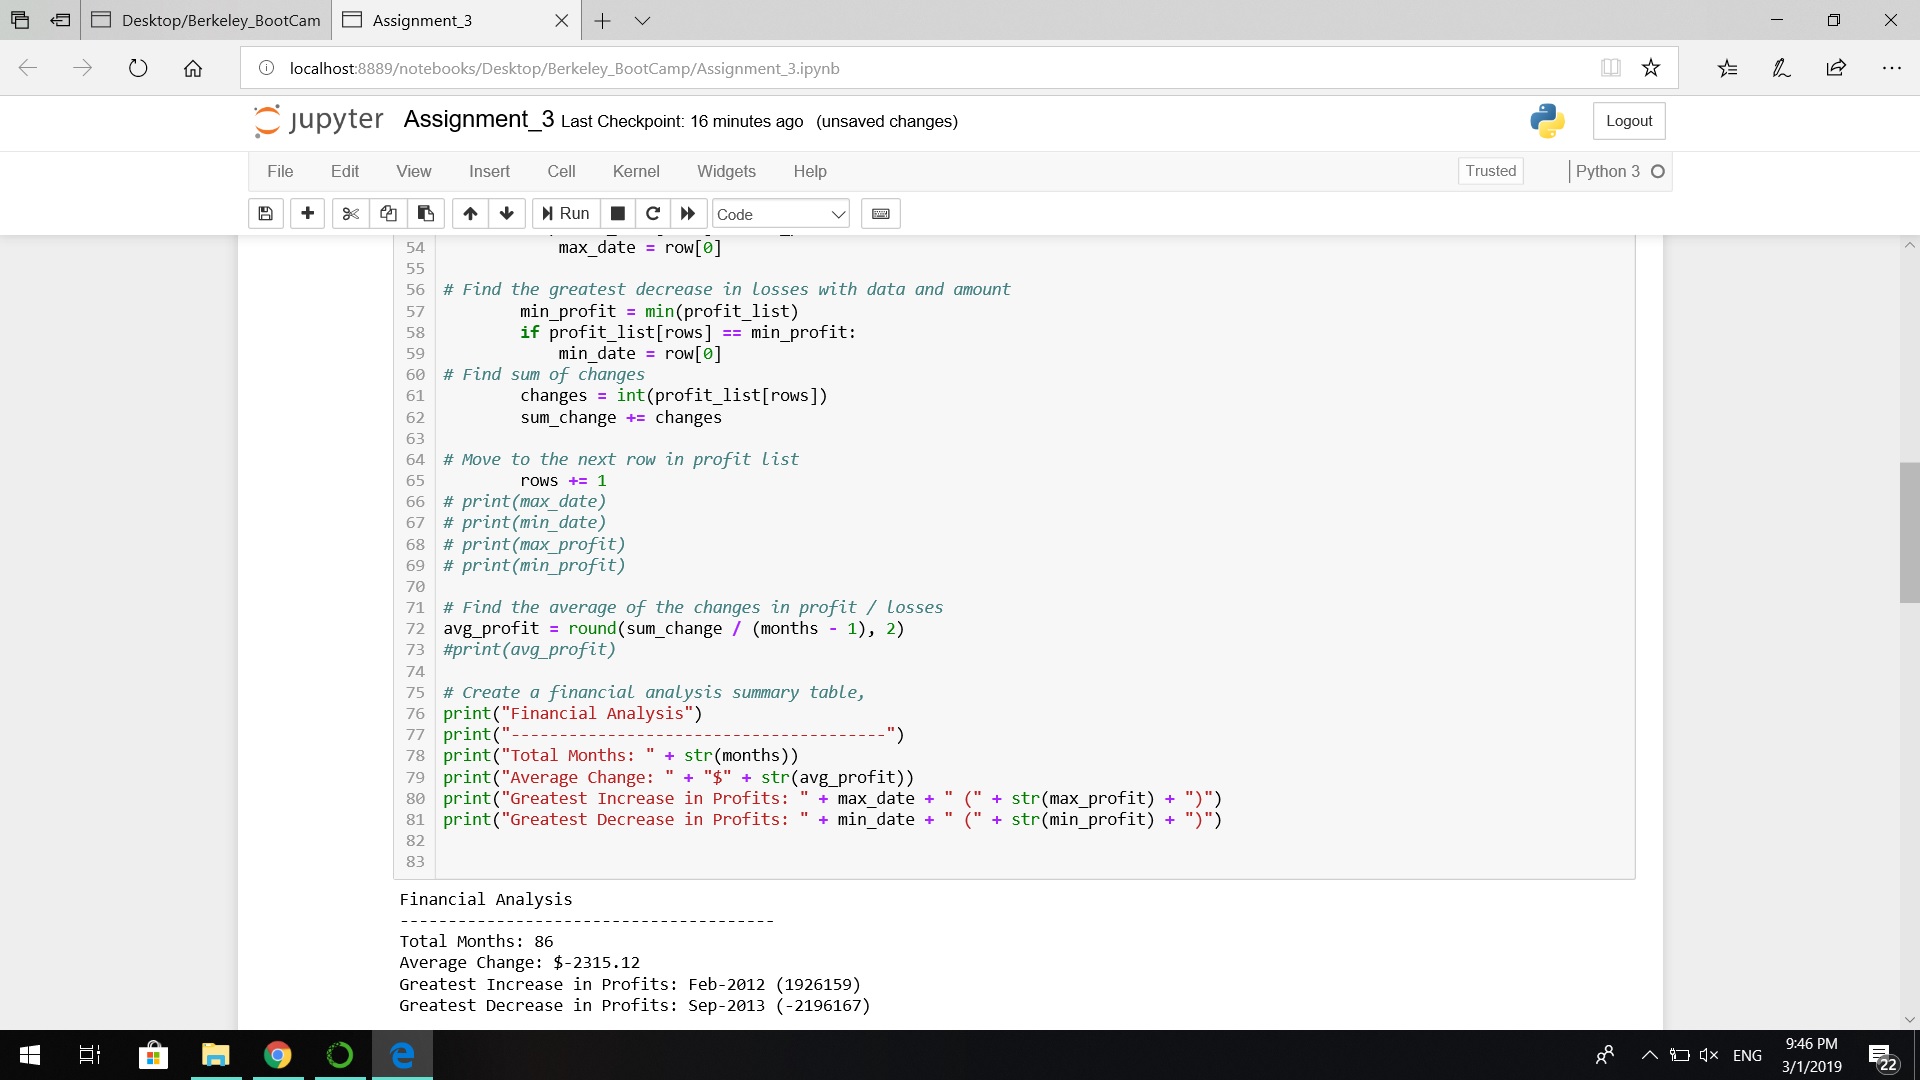 Desktop/Berkeley_BootCam
Assignment_3
localhost:8889/notebooks/Desktop/Berkeley_BootCamp/Assignment_3.ipynb
jupyter Assignment_3 Last Checkpoint: 16 minutes ago (unsaved changes)
Logout
File Edit View Insert Cell Kernel Widgets Help Trusted Python 3
Run Code
54             max_date = row[0]
55
56 # Find the greatest decrease in losses with data and amount
57         min_profit = min(profit_list)
58         if profit_list[rows] == min_profit:
59             min_date = row[0]
60 # Find sum of changes
61         changes = int(profit_list[rows])
62         sum_change += changes
63
64 # Move to the next row in profit list
65         rows += 1
66 # print(max_date)
67 # print(min_date)
68 # print(max_profit)
69 # print(min_profit)
70
71 # Find the average of the changes in profit / losses
72 avg_profit = round(sum_change / (months - 1), 2)
73 #print(avg_profit)
74
75 # Create a financial analysis summary table,
76 print("Financial Analysis")
77 print("---------------------------------------")
78 print("Total Months: " + str(months))
79 print("Average Change: " + "$" + str(avg_profit))
80 print("Greatest Increase in Profits: " + max_date + " (" + str(max_profit) + ")")
81 print("Greatest Decrease in Profits: " + min_date + " (" + str(min_profit) + ")")
82
83
Financial Analysis
---------------------------------------
Total Months: 86
Average Change: $-2315.12
Greatest Increase in Profits: Feb-2012 (1926159)
Greatest Decrease in Profits: Sep-2013 (-2196167)
ENG
9:46 PM
3/1/2019
22